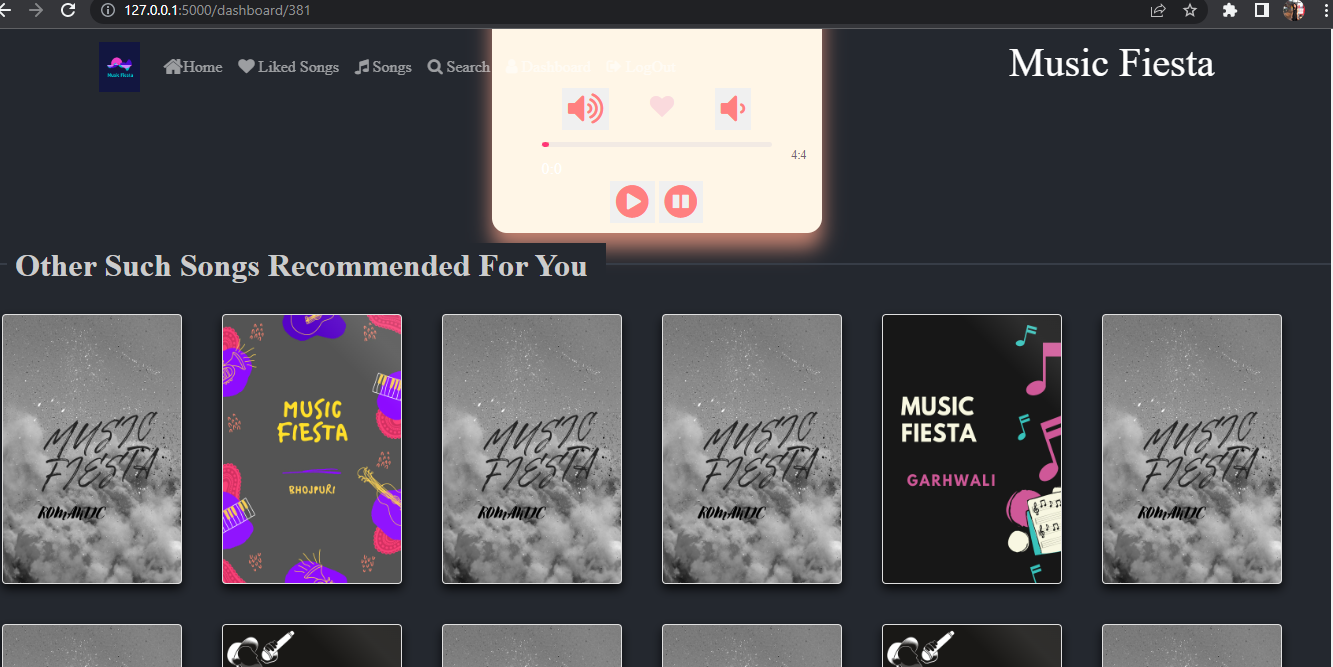 127.0.0.1:5000/dashboard/381
Music Fiesta
Home Liked Songs Songs Search Dashboard Logout
Music Fiesta
4:4
0:0
Other Such Songs Recommended For You
MUSIC
FIESTA
ROMANTIC
MUSIC
FIESTA
BHOJPURI
MUSIC
FIESTA
ROMANTIC
MUSIC
FIESTA
ROMANTIC
MUSIC
FIESTA
GARHWALI
MUSIC
FIESTA
ROMANTIC